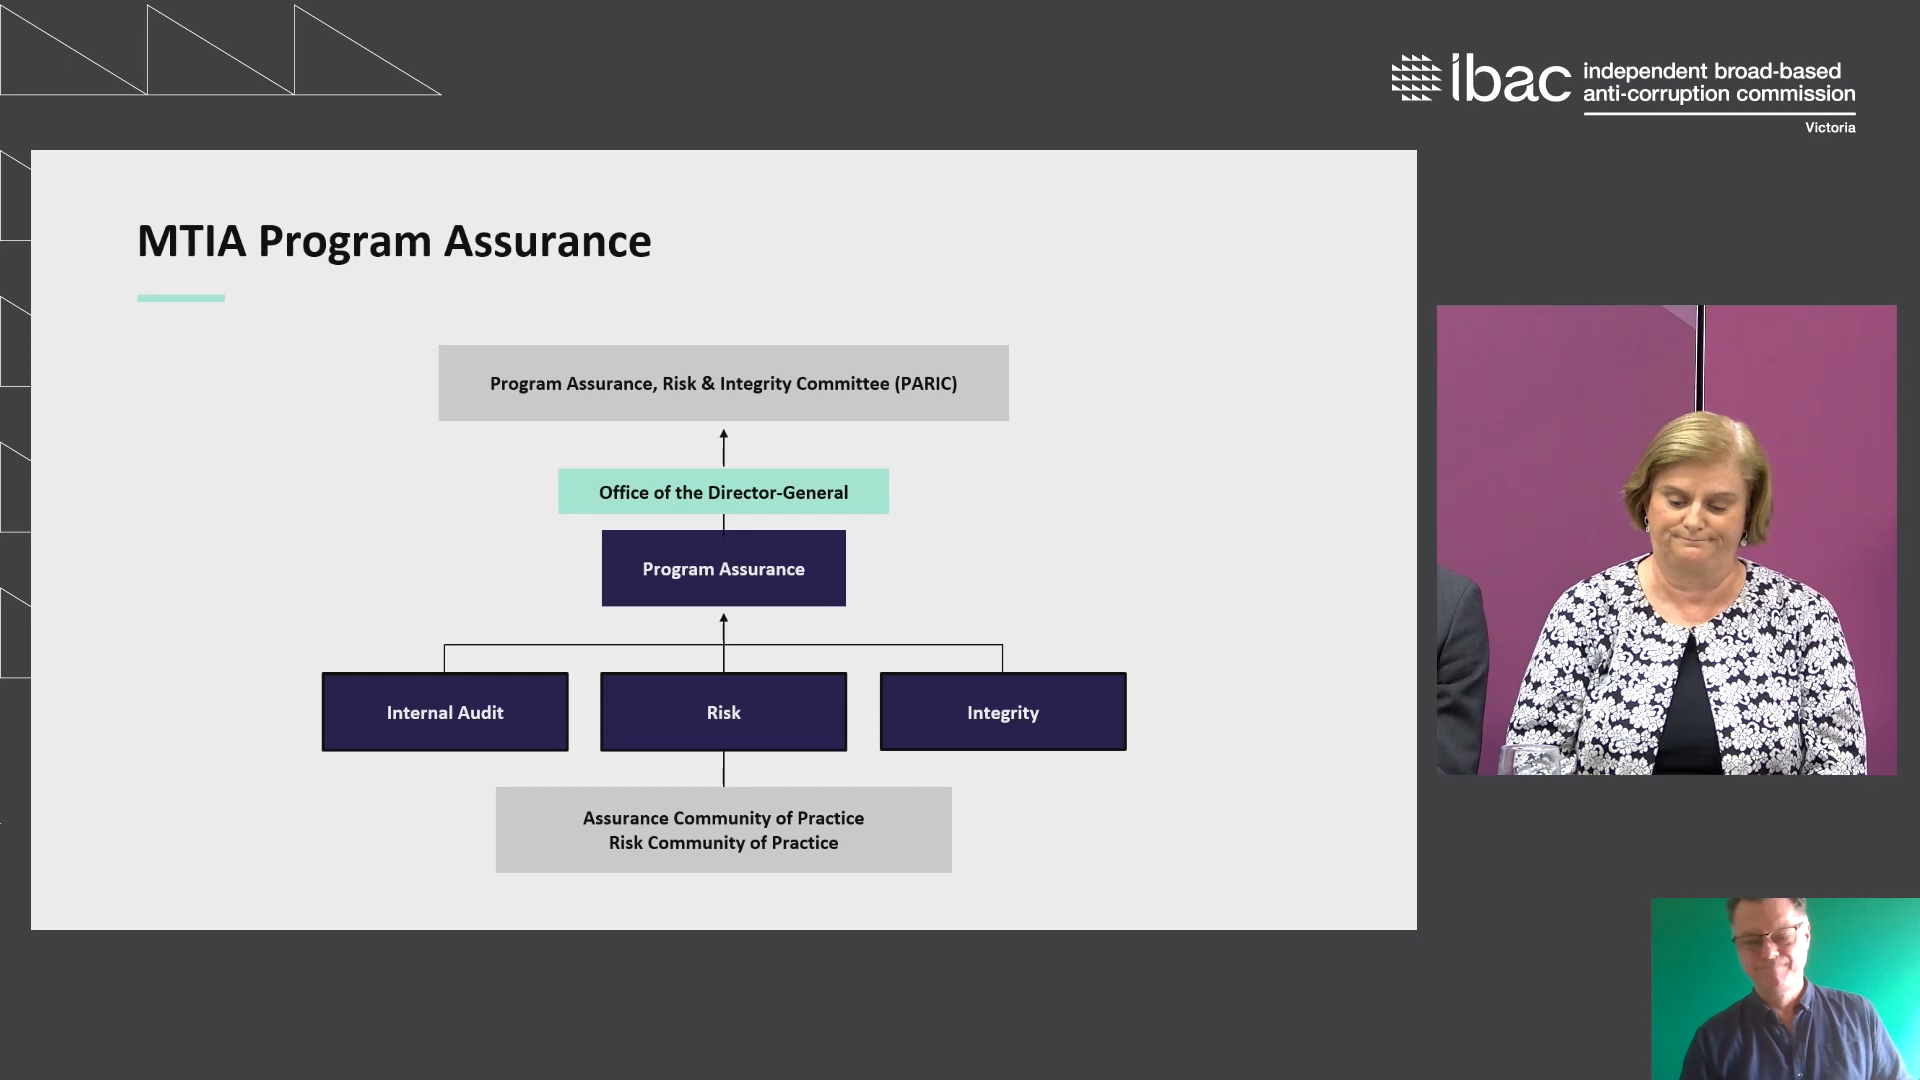 ibac
independent broad-based
anti-corruption commission
Victoria
MTIA Program Assurance
Program Assurance, Risk & Integrity Committee (PARIC)
Office of the Director-General
Program Assurance
Internal Audit
Risk
Integrity
Assurance Community of Practice
Risk Community of Practice